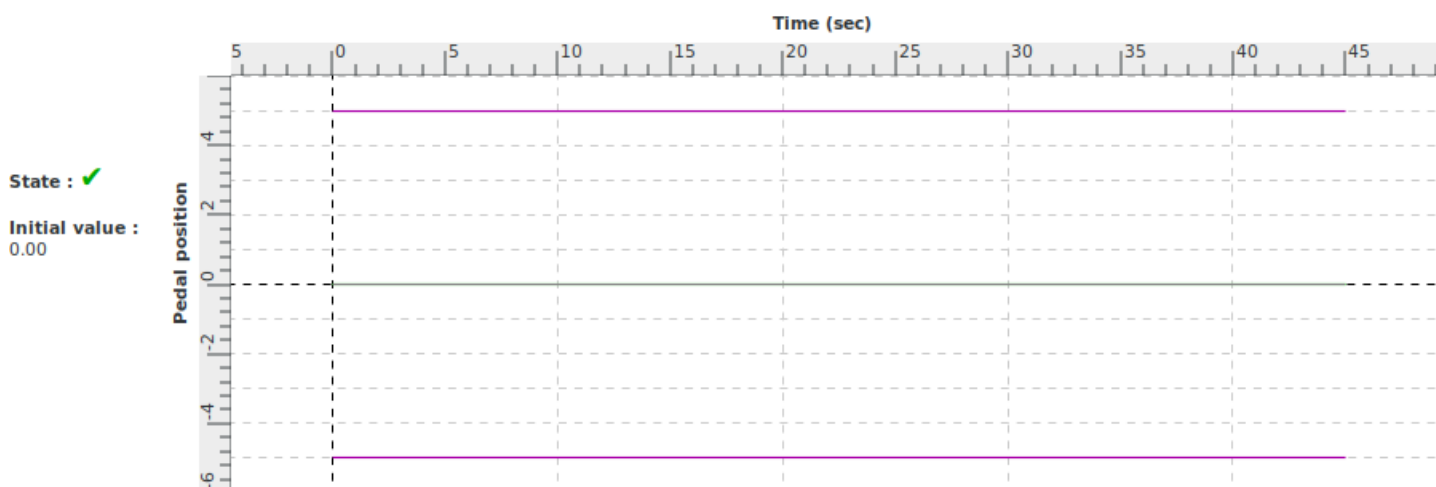 Time (sec)
5 0 5 10 15 20 25 30 35 40 45
4
State : ✔
2
Initial value :
0.00
Pedal position
0
-2
-4
-6